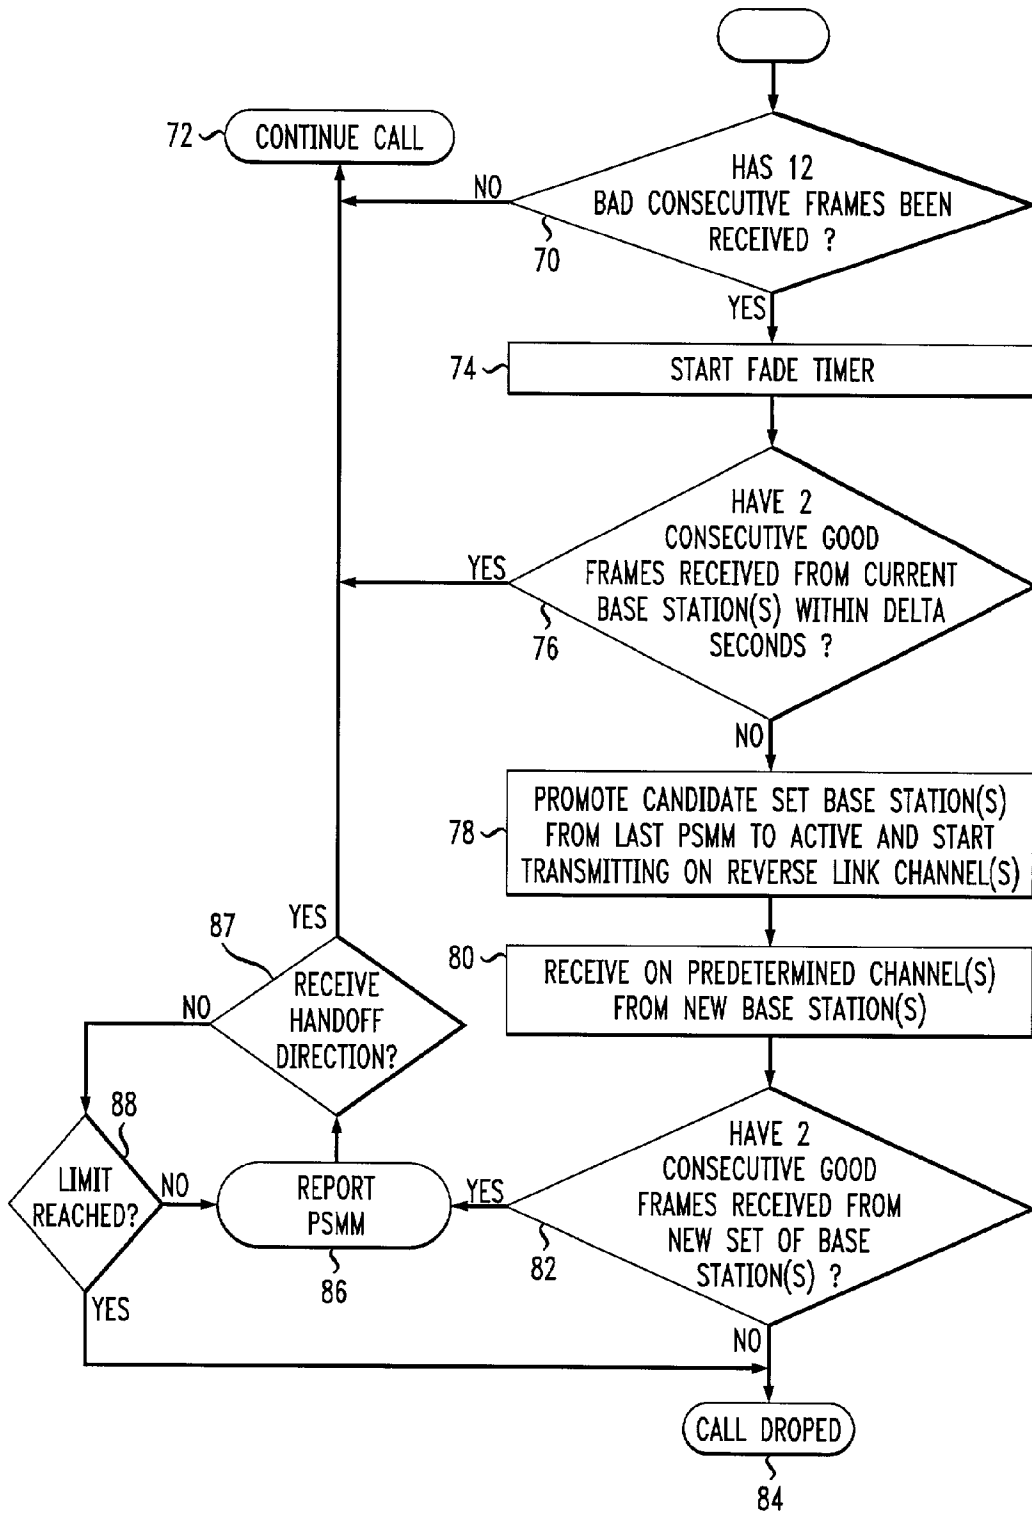 72
CONTINUE CALL
HAS 12
BAD CONSECUTIVE FRAMES BEEN
RECEIVED ?
NO
70
YES
74
START FADE TIMER
HAVE 2
CONSECUTIVE GOOD
FRAMES RECEIVED FROM CURRENT
BASE STATION(S) WITHIN DELTA
SECONDS ?
YES
76
NO
78
PROMOTE CANDIDATE SET BASE STATION(S)
FROM LAST PSMM TO ACTIVE AND START
TRANSMITTING ON REVERSE LINK CHANNEL(S)
80
RECEIVE ON PREDETERMINED CHANNEL(S)
FROM NEW BASE STATION(S)
YES
87
RECEIVE
HANDOFF
DIRECTION?
NO
88
LIMIT
REACHED?
NO
YES
REPORT
PSMM
86
YES
HAVE 2
CONSECUTIVE GOOD
FRAMES RECEIVED FROM
NEW SET OF BASE
STATION(S) ?
82
NO
CALL DROPED
84